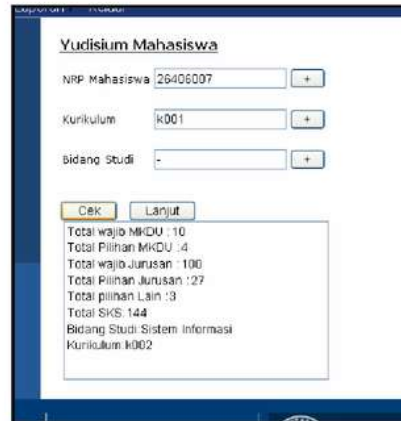 Yudisium Mahasiswa
NRP Mahasiswa 26406007 +
Kurikulum k001 +
Bidang Studi - +
Cek Lanjut
Total wajib MKDU : 10
Total Pilihan MKDU :4
Total wajib Jurusan : 100
Total Pilihan Jurusan :27
Total pilihan Lain :3
Total SKS:144
Bidang Studi:Sistem Informasi
Kurikulum:k002